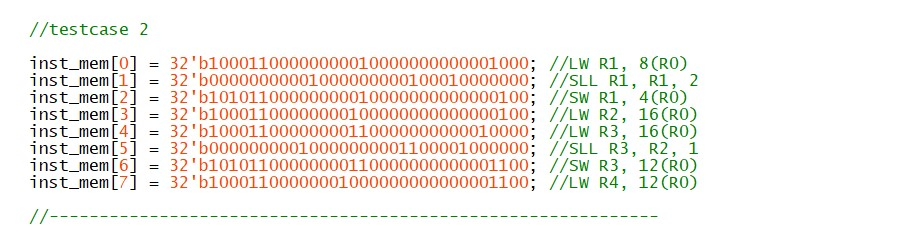 //testcase 2
inst_mem[0] = 32'b10001100000000010000000000001000; //LW R1, 8(R0)
inst_mem[1] = 32'b00000000001000000000100010000000; //SLL R1, R1, 2
inst_mem[2] = 32'b10101100000000010000000000000100; //SW R1, 4(R0)
inst_mem[3] = 32'b10001100000000100000000000000100; //LW R2, 16(R0)
inst_mem[4] = 32'b10001100000000110000000000010000; //LW R3, 16(R0)
inst_mem[5] = 32'b00000000010000000001100001000000; //SLL R3, R2, 1
inst_mem[6] = 32'b10101100000000110000000000001100; //SW R3, 12(R0)
inst_mem[7] = 32'b10001100000001000000000000001100; //LW R4, 12(R0)
//-------------------------------------------------------------